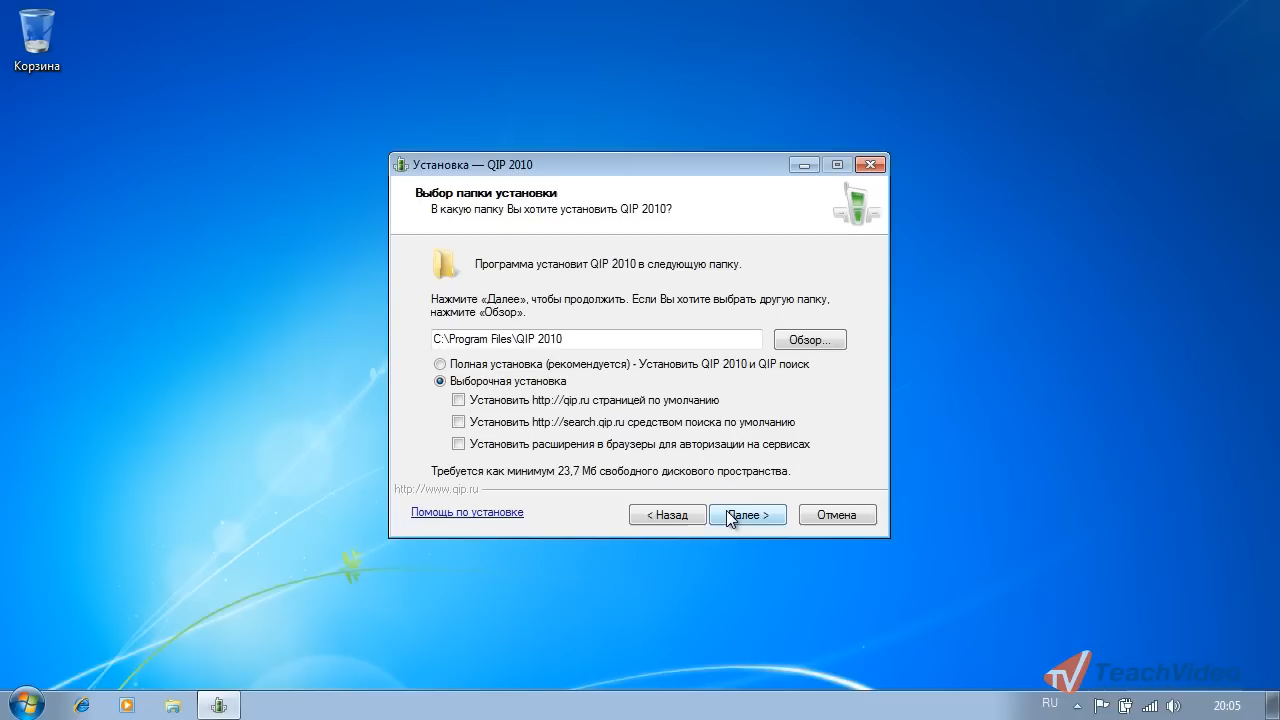 Корзина
Установка — QIP 2010
Выбор папки установки
В какую папку Вы хотите установить QIP 2010?
Программа установит QIP 2010 в следующую папку.
Нажмите «Далее», чтобы продолжить. Если Вы хотите выбрать другую папку,
нажмите «Обзор».
C:\Program Files\QIP 2010
Обзор...
Полная установка (рекомендуется) - Установить QIP 2010 и QIP поиск
Выборочная установка
Установить http://qip.ru страницей по умолчанию
Установить http://search.qip.ru средством поиска по умолчанию
Установить расширения в браузеры для авторизации на сервисах
Требуется как минимум 23,7 Мб свободного дискового пространства.
http://www.qip.ru
Помощь по установке
< Назад
Далее >
Отмена
TV TeachVideo
RU
20:05